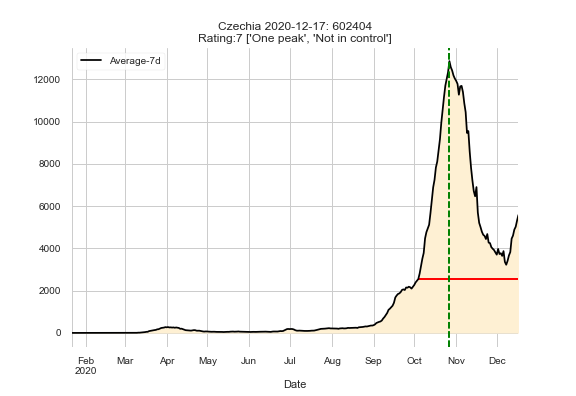 Czechia 2020-12-17: 602404
Rating:7 ['One peak', 'Not in control']
Average-7d
12000
10000
8000
6000
4000
2000
0
Feb Mar Apr May Jun Jul Aug Sep Oct Nov Dec
2020
Date